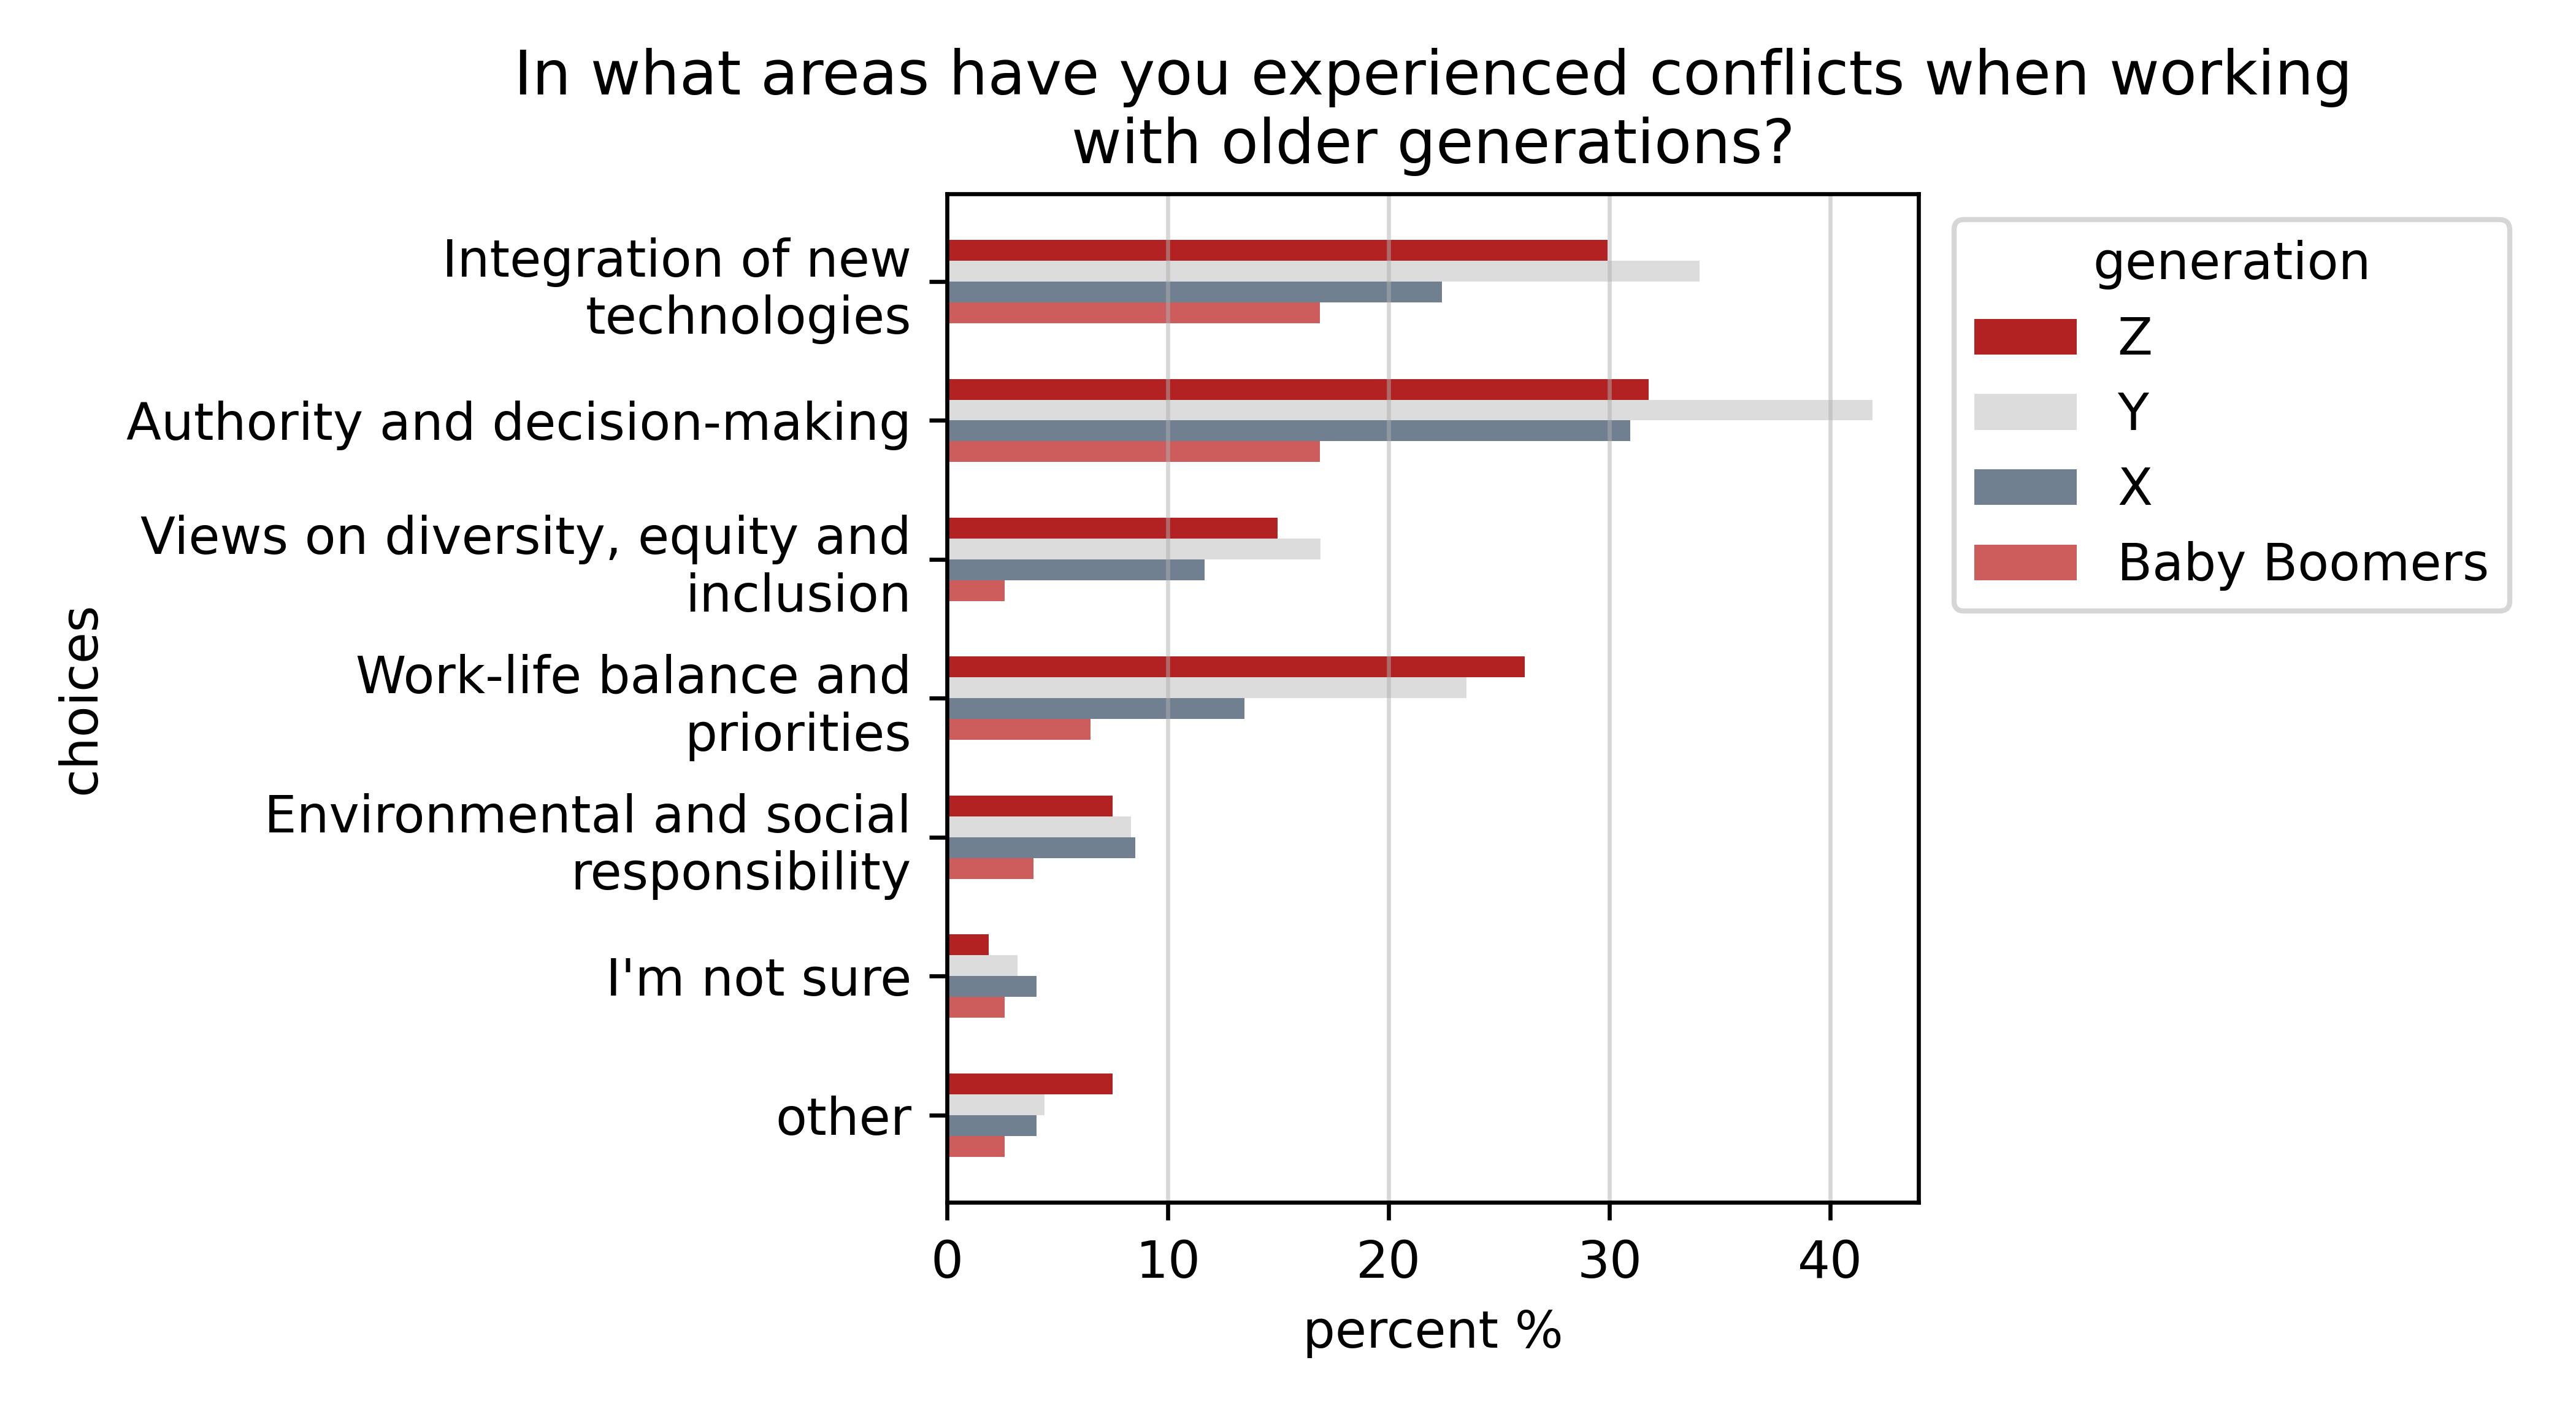 In what areas have you experienced conflicts when working
with older generations?
choices
Integration of new
technologies
Authority and decision-making
Views on diversity, equity and
inclusion
Work-life balance and
priorities
Environmental and social
responsibility
I'm not sure
other
0 10 20 30 40
percent %
generation
Z
Y
X
Baby Boomers